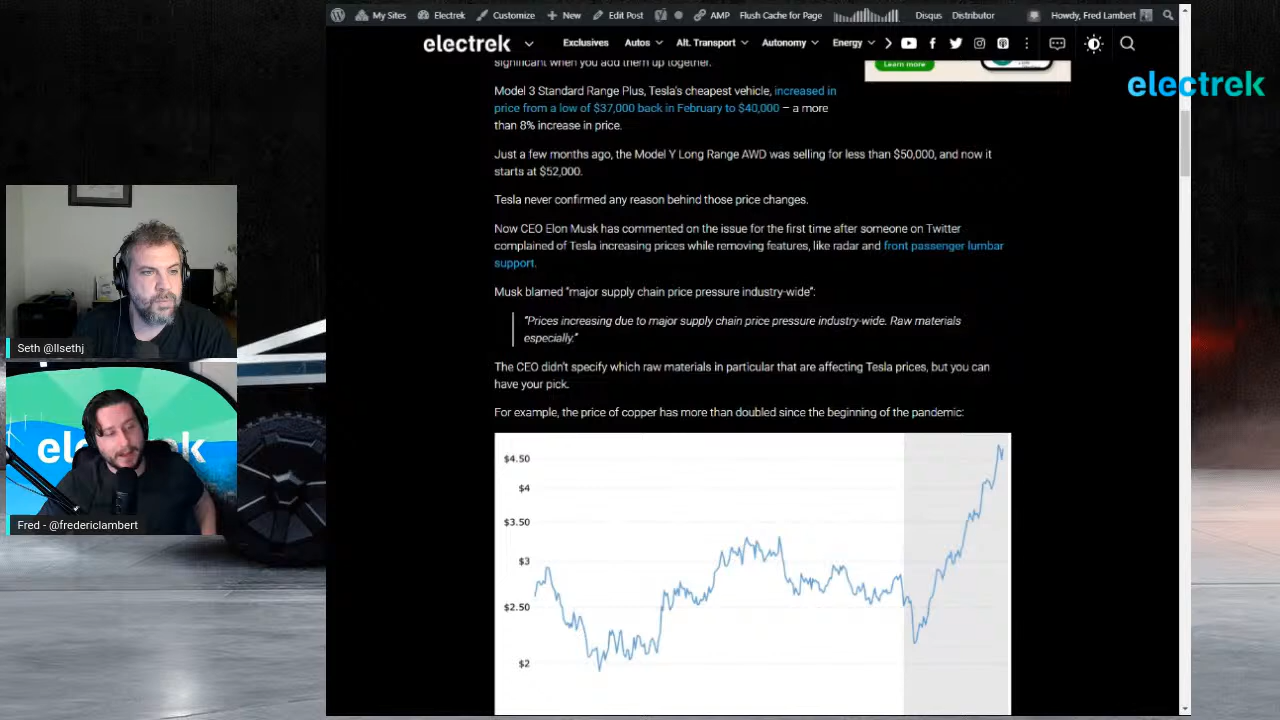 My Sites Electrek Customize New Edit Post AMP Flush Cache for Page Disqus Distributor Howdy, Fred Lambert
electrek Exclusives Autos Alt. Transport Autonomy Energy
significant when you add them up together.
Learn more
electrek
Model 3 Standard Range Plus, Tesla's cheapest vehicle, increased in
price from a low of $37,000 back in February to $40,000 – a more
than 8% increase in price.
Just a few months ago, the Model Y Long Range AWD was selling for less than $50,000, and now it
starts at $52,000.
Tesla never confirmed any reason behind those price changes.
Now CEO Elon Musk has commented on the issue for the first time after someone on Twitter
complained of Tesla increasing prices while removing features, like radar and front passenger lumbar
support.
Musk blamed “major supply chain price pressure industry-wide”:
“Prices increasing due to major supply chain price pressure industry-wide. Raw materials
especially.”
The CEO didn't specify which raw materials in particular that are affecting Tesla prices, but you can
have your pick.
For example, the price of copper has more than doubled since the beginning of the pandemic:
$4.50
$4
$3.50
$3
$2.50
$2
Seth @llsethj
el k
Fred - @fredericlambert